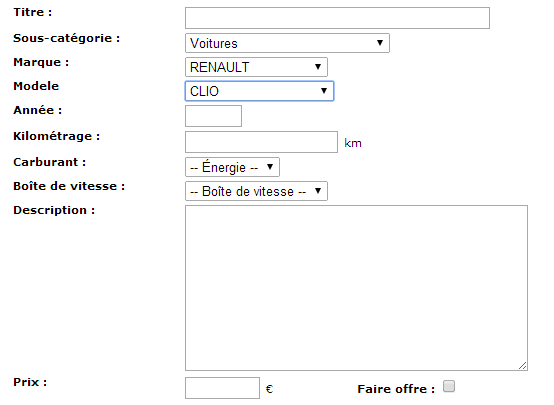 Titre :
Sous-catégorie : Voitures
Marque : RENAULT
Modele CLIO
Année :
Kilométrage : km
Carburant : -- Énergie --
Boîte de vitesse : -- Boîte de vitesse --
Description :
Prix : € Faire offre :